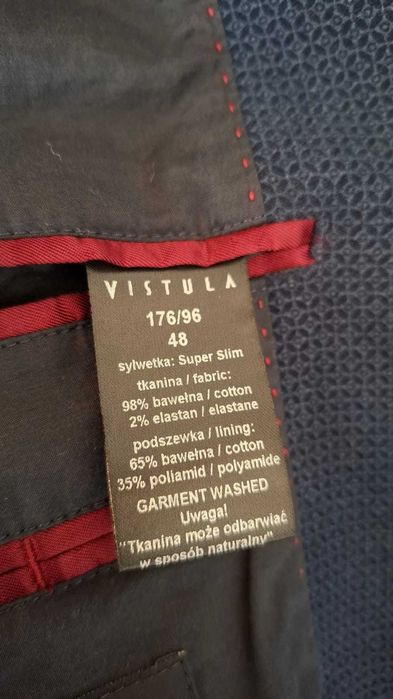 VISTULA
176/96
48
sylwetka: Super Slim
tkanina / fabric:
98% bawełna / cotton
2% elastan / elastane
podszewka / lining:
65% bawełna / cotton
35% poliamid / polyamide
GARMENT WASHED
Uwaga!
"Tkanina może odbarwiać
w sposób naturalny"